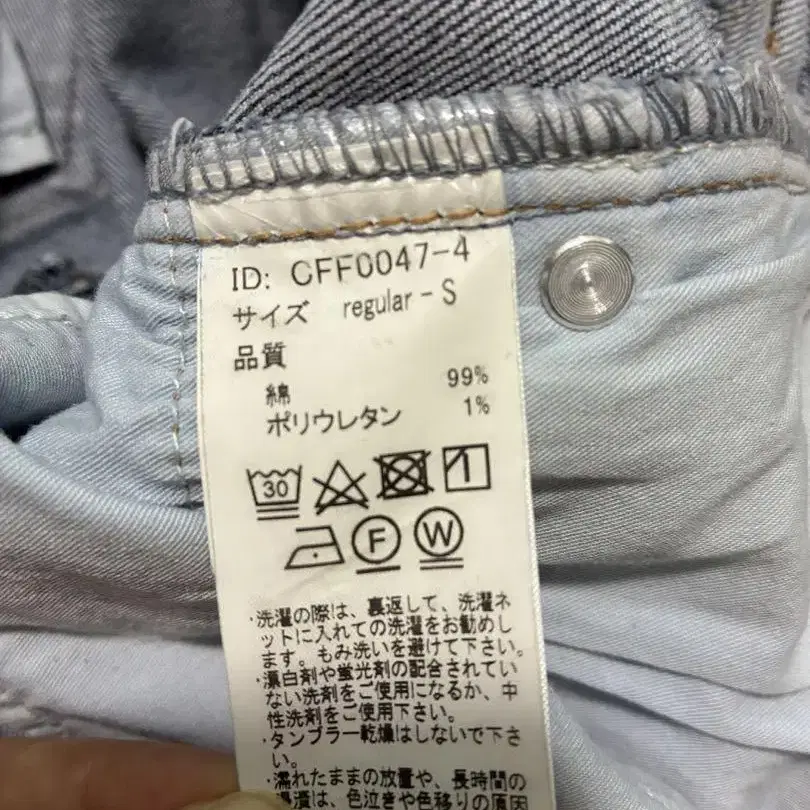 ID: CFF0047-4
サイズ regular-S
品質
綿 99%
ポリウレタン 1%
30
F W
・洗濯の際は、裏返して、洗濯ネ
ットに入れての洗濯をお勧めし
ます。もみ洗いを避けて下さい。
・漂白剤や蛍光剤の配合されてい
ない洗剤をご使用になるか、中
性洗剤をご使用下さい。
・タンブラー乾燥はしないで下さ
い。
・濡れたままの放置や、長時間の
浸漬は、色泣きや色移りの原因